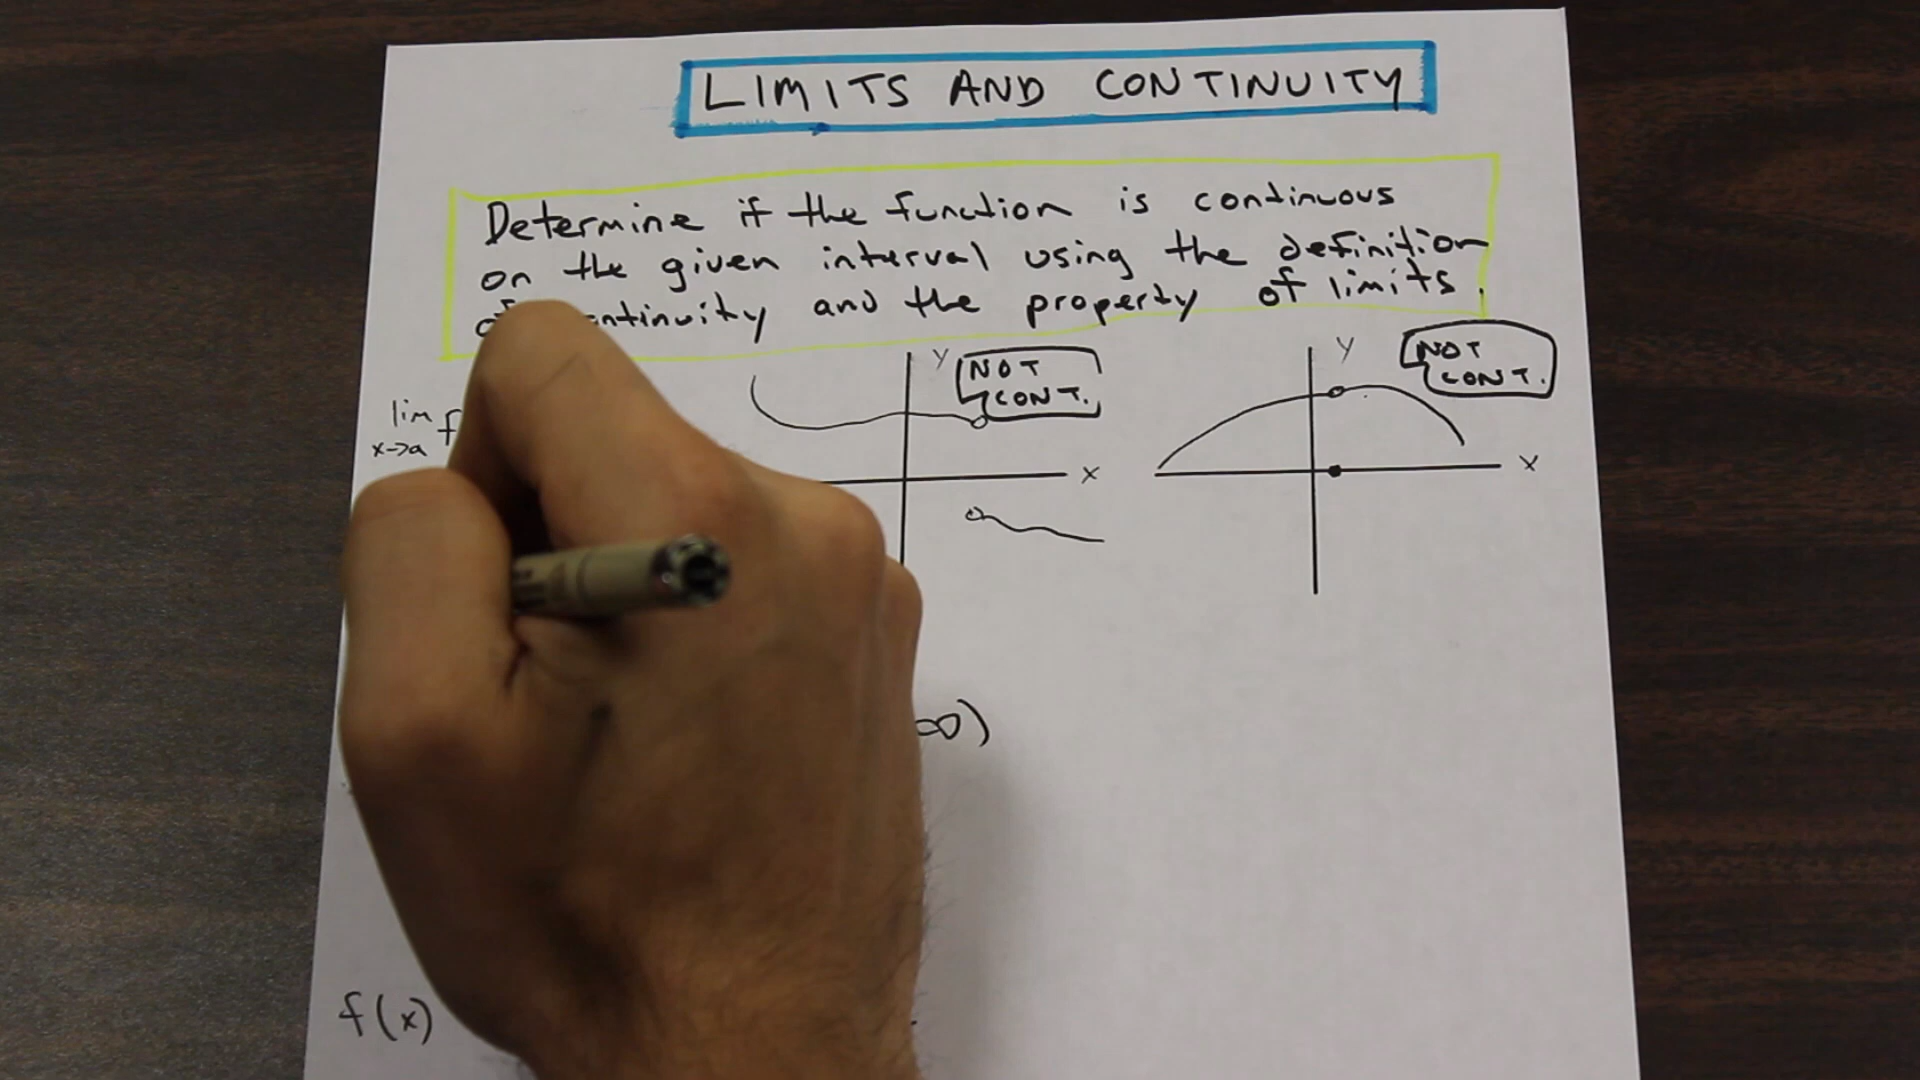 LIMITS AND CONTINUITY
Determine if the function is continuous
on the given interval using the definition
and the property of limits.
lim
x→a
f
y
NOT
CONT.
x
y
NOT
CONT.
x
∞)
f(x)